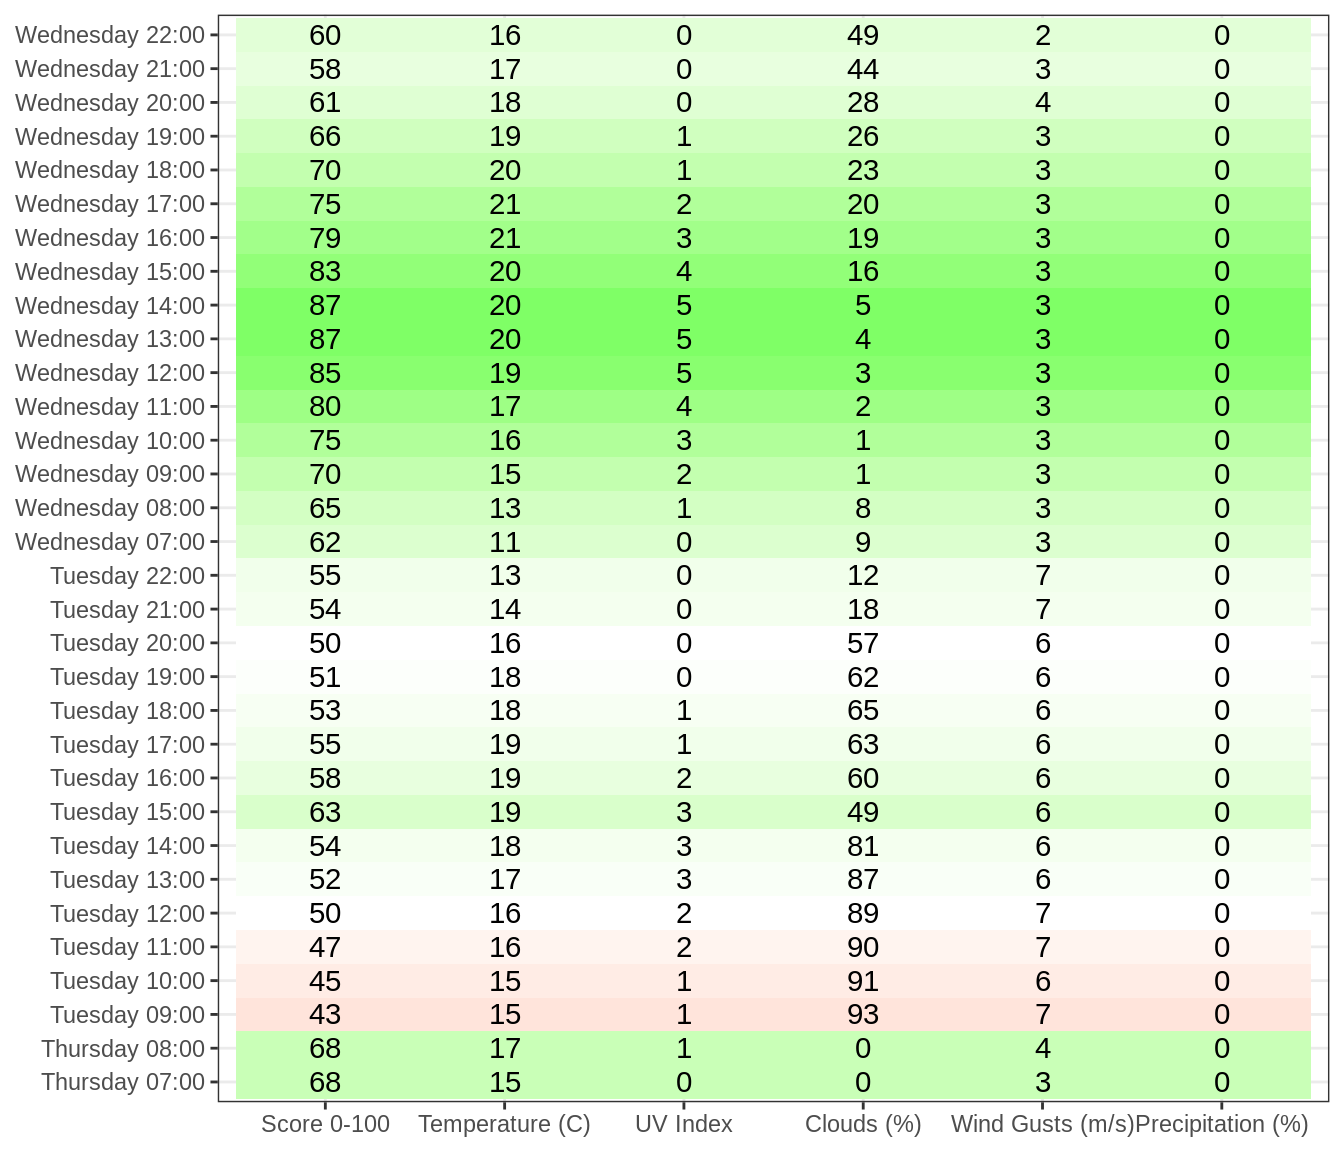 Wednesday 22:00 60 16 0 49 2 0
Wednesday 21:00 58 17 0 44 3 0
Wednesday 20:00 61 18 0 28 4 0
Wednesday 19:00 66 19 1 26 3 0
Wednesday 18:00 70 20 1 23 3 0
Wednesday 17:00 75 21 2 20 3 0
Wednesday 16:00 79 21 3 19 3 0
Wednesday 15:00 83 20 4 16 3 0
Wednesday 14:00 87 20 5 5 3 0
Wednesday 13:00 87 20 5 4 3 0
Wednesday 12:00 85 19 5 3 3 0
Wednesday 11:00 80 17 4 2 3 0
Wednesday 10:00 75 16 3 1 3 0
Wednesday 09:00 70 15 2 1 3 0
Wednesday 08:00 65 13 1 8 3 0
Wednesday 07:00 62 11 0 9 3 0
Tuesday 22:00 55 13 0 12 7 0
Tuesday 21:00 54 14 0 18 7 0
Tuesday 20:00 50 16 0 57 6 0
Tuesday 19:00 51 18 0 62 6 0
Tuesday 18:00 53 18 1 65 6 0
Tuesday 17:00 55 19 1 63 6 0
Tuesday 16:00 58 19 2 60 6 0
Tuesday 15:00 63 19 3 49 6 0
Tuesday 14:00 54 18 3 81 6 0
Tuesday 13:00 52 17 3 87 6 0
Tuesday 12:00 50 16 2 89 7 0
Tuesday 11:00 47 16 2 90 7 0
Tuesday 10:00 45 15 1 91 6 0
Tuesday 09:00 43 15 1 93 7 0
Thursday 08:00 68 17 1 0 4 0
Thursday 07:00 68 15 0 0 3 0
Score 0-100 Temperature (C) UV Index Clouds (%) Wind Gusts (m/s) Precipitation (%)